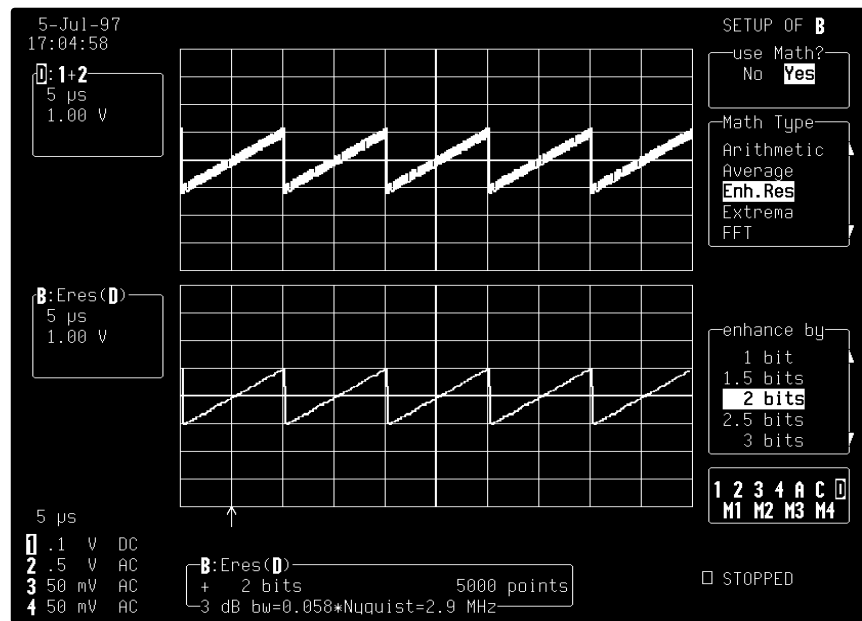 5-Jul-97
17:04:58
D: 1+2
5 µs
1.00 V
B:Eres(D)
5 µs
1.00 V
5 µs
1 .1 V DC
2 .5 V AC
3 50 mV AC
4 50 mV AC
B:Eres(D)
+ 2 bits 5000 points
3 dB bw=0.058*Nyquist=2.9 MHz
SETUP OF B
use Math?
No Yes
Math Type
Arithmetic
Average
Enh.Res
Extrema
FFT
enhance by
1 bit
1.5 bits
2 bits
2.5 bits
3 bits
1 2 3 4 A C D
M1 M2 M3 M4
STOPPED